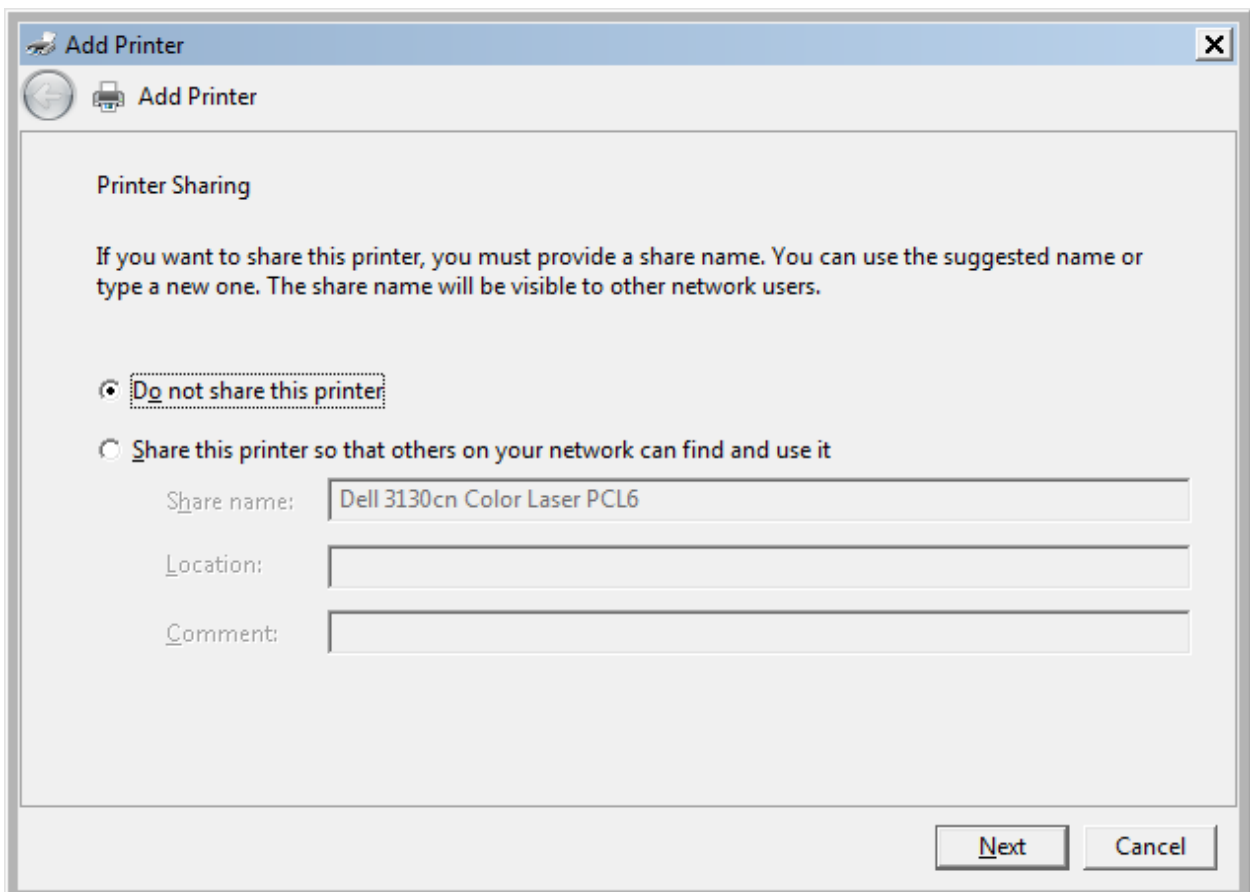 Add Printer
Add Printer
Printer Sharing
If you want to share this printer, you must provide a share name. You can use the suggested name or
type a new one. The share name will be visible to other network users.
Do not share this printer
Share this printer so that others on your network can find and use it
Share name: Dell 3130cn Color Laser PCL6
Location:
Comment:
Next Cancel